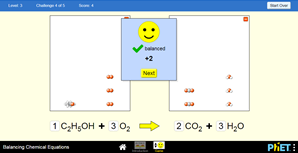 Level: 3 Challenge 4 of 5 Score: 4 Start Over
balanced
+2
Next
1 C₂H₅OH + 3 O₂ → 2 CO₂ + 3 H₂O
Balancing Chemical Equations PhET